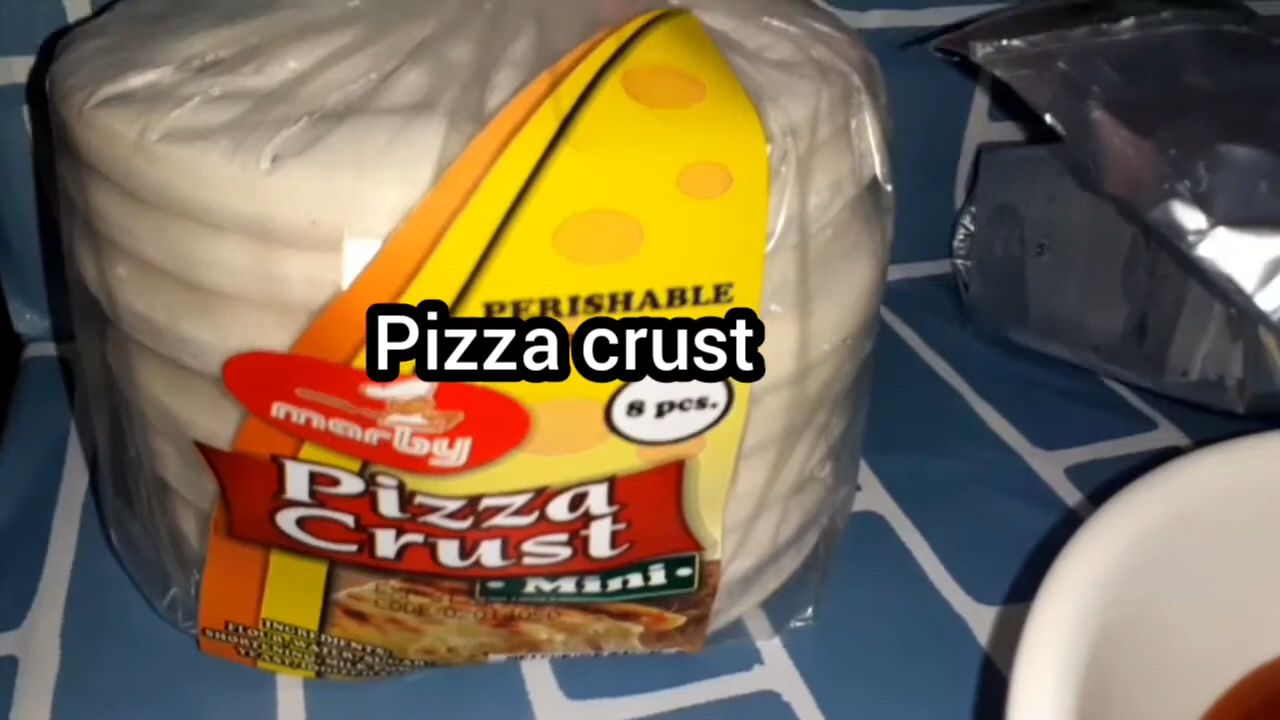 PERISHABLE
Pizza crust
8 pcs.
marby
Pizza
Crust
• Mini •
INGREDIENTS